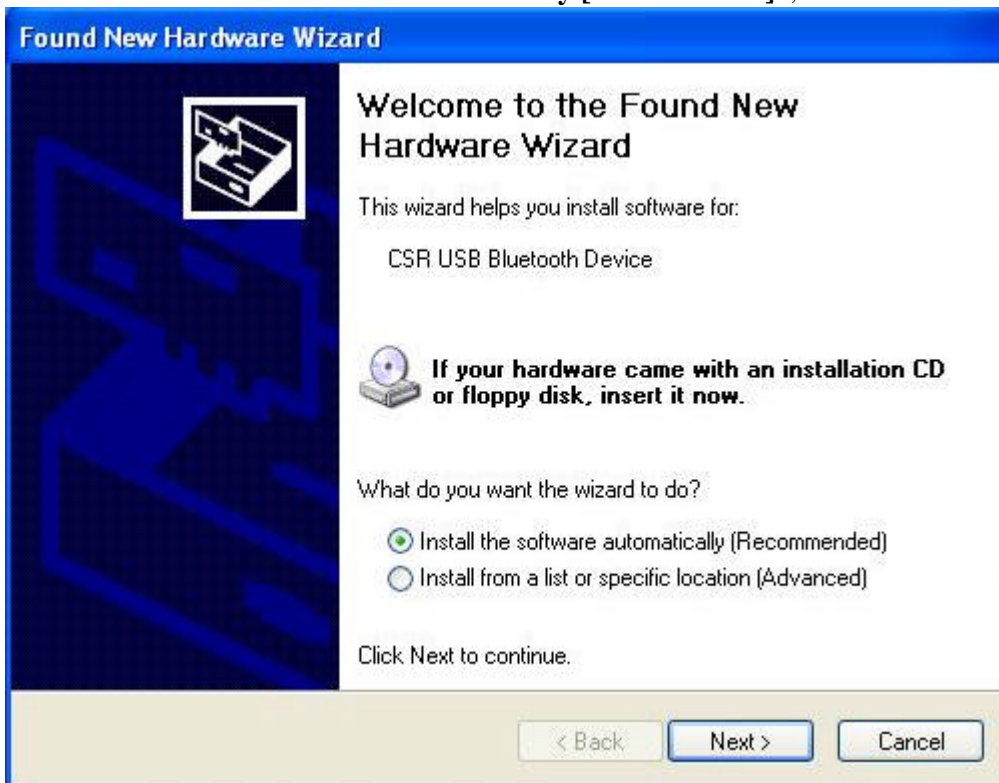 Found New Hardware Wizard
Welcome to the Found New
Hardware Wizard
This wizard helps you install software for:
CSR USB Bluetooth Device
If your hardware came with an installation CD
or floppy disk, insert it now.
What do you want the wizard to do?
Install the software automatically (Recommended)
Install from a list or specific location (Advanced)
Click Next to continue.
< Back Next > Cancel